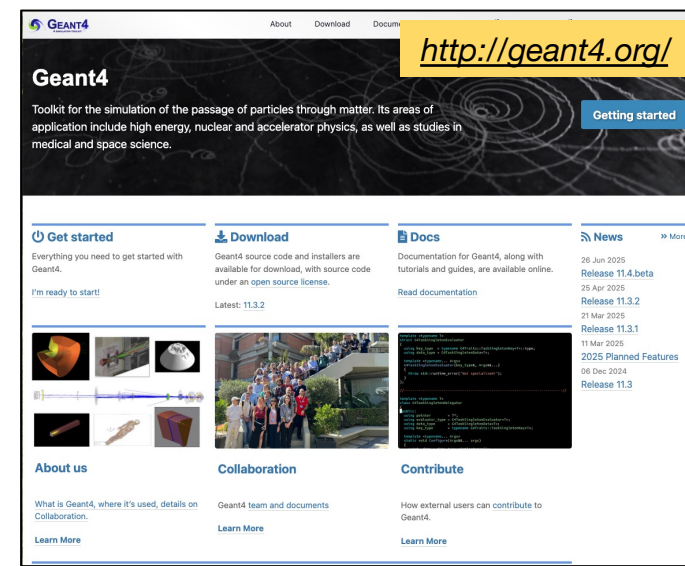 GEANT4
A SIMULATION TOOLKIT
About Download Docume
http://geant4.org/
Geant4
Toolkit for the simulation of the passage of particles through matter. Its areas of
application include high energy, nuclear and accelerator physics, as well as studies in
medical and space science.
Getting started
Get started
Everything you need to get started with
Geant4.
I'm ready to start!
Download
Geant4 source code and installers are
available for download, with source code
under an open source license.
Latest: 11.3.2
Docs
Documentation for Geant4, along with
tutorials and guides, are available online.
Read documentation
News
» More
26 Jun 2025
Release 11.4.beta
25 Apr 2025
Release 11.3.2
21 Mar 2025
Release 11.3.1
11 Mar 2025
2025 Planned Features
06 Dec 2024
Release 11.3
About us
What is Geant4, where it's used, details on
Collaboration.
Learn More
Collaboration
Geant4 team and documents
Learn More
Contribute
How external users can contribute to
Geant4.
Learn More